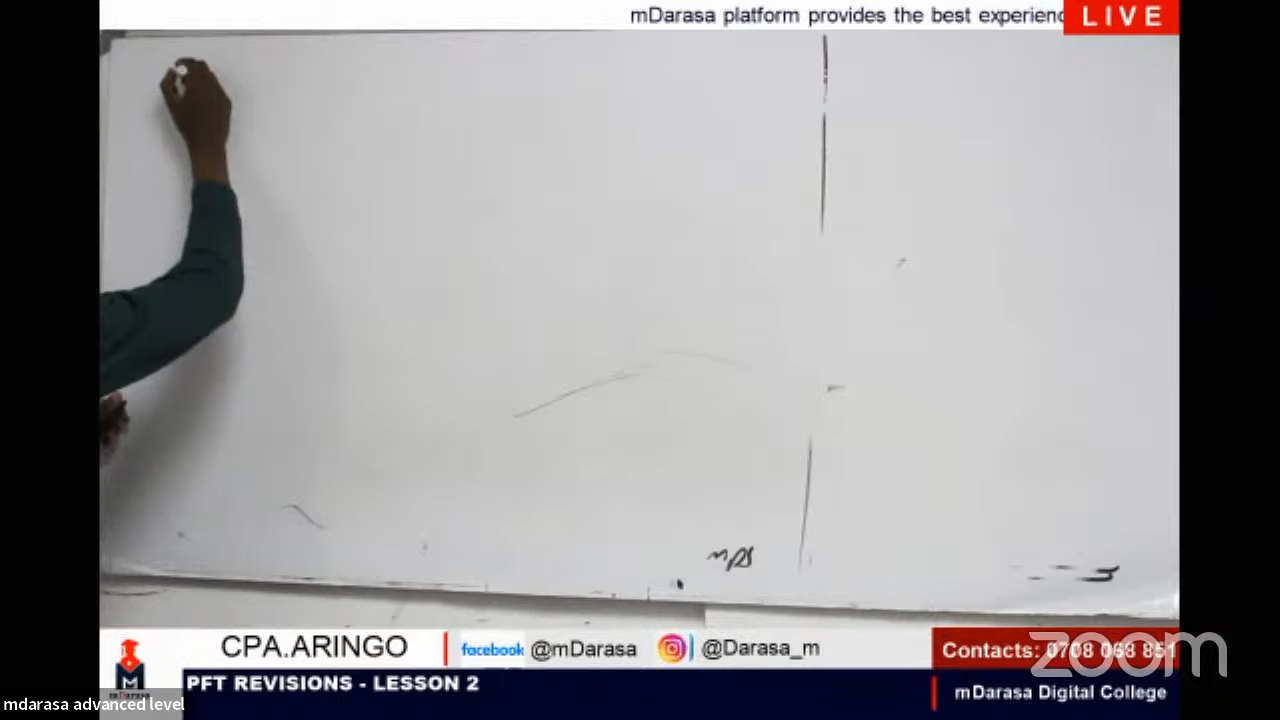 mDarasa platform provides the best experienc
LIVE
CPA.ARINGO
facebook @mDarasa
@Darasa_m
Contacts: 0708 068 851
zoom
M
mDarasa
PFT REVISIONS - LESSON 2
mDarasa Digital College
mdarasa advanced level